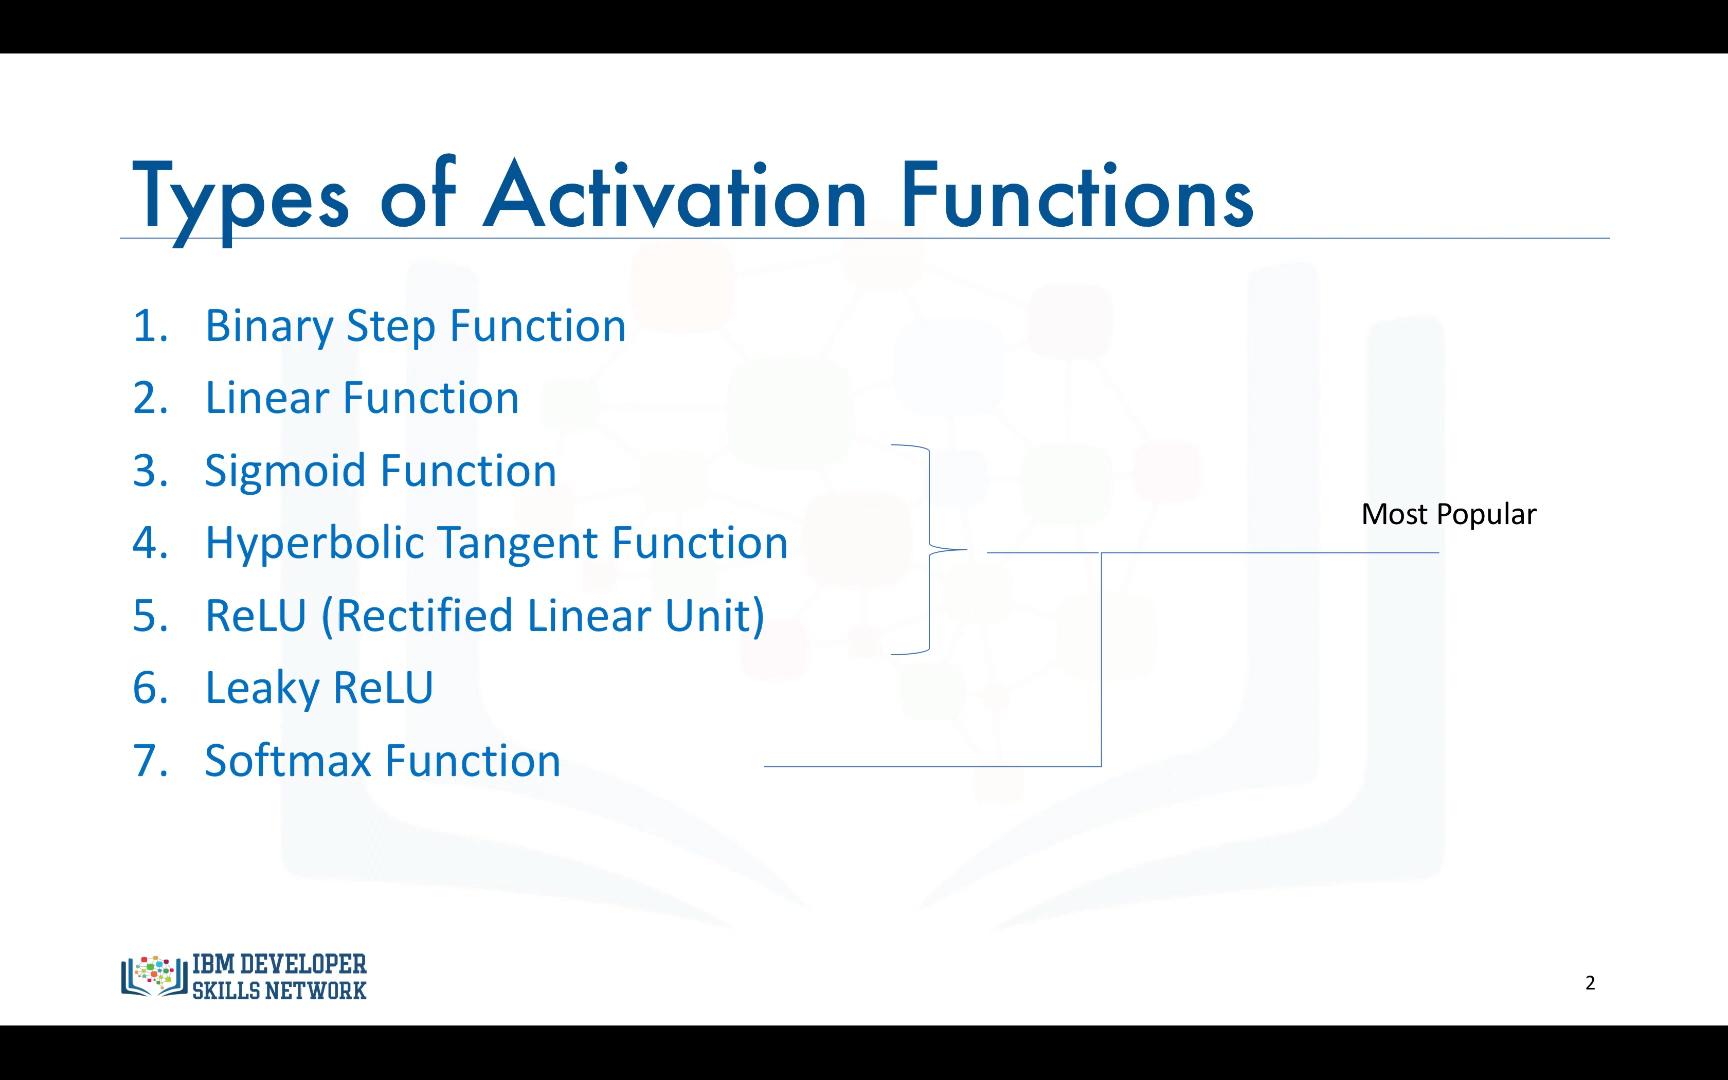 Types of Activation Functions
1. Binary Step Function
2. Linear Function
3. Sigmoid Function
4. Hyperbolic Tangent Function
5. ReLU (Rectified Linear Unit)
6. Leaky ReLU
7. Softmax Function
Most Popular
IBM DEVELOPER
SKILLS NETWORK
2